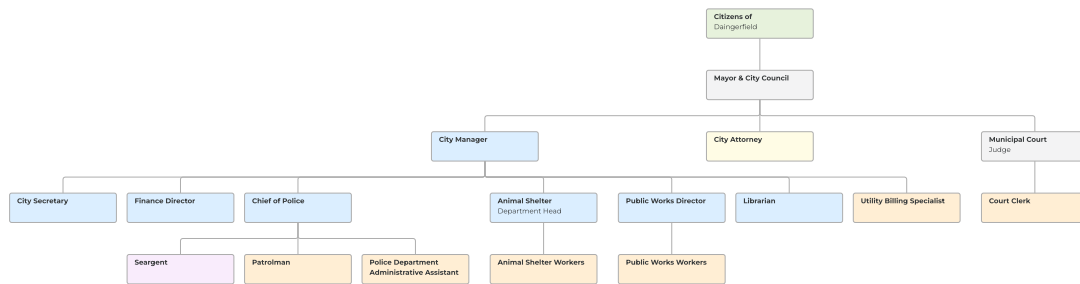 Citizens of
Daingerfield
Mayor & City Council
City Manager
City Attorney
Municipal Court
Judge
City Secretary
Finance Director
Chief of Police
Animal Shelter
Department Head
Public Works Director
Librarian
Utility Billing Specialist
Court Clerk
Seargent
Patrolman
Police Department
Administrative Assistant
Animal Shelter Workers
Public Works Workers